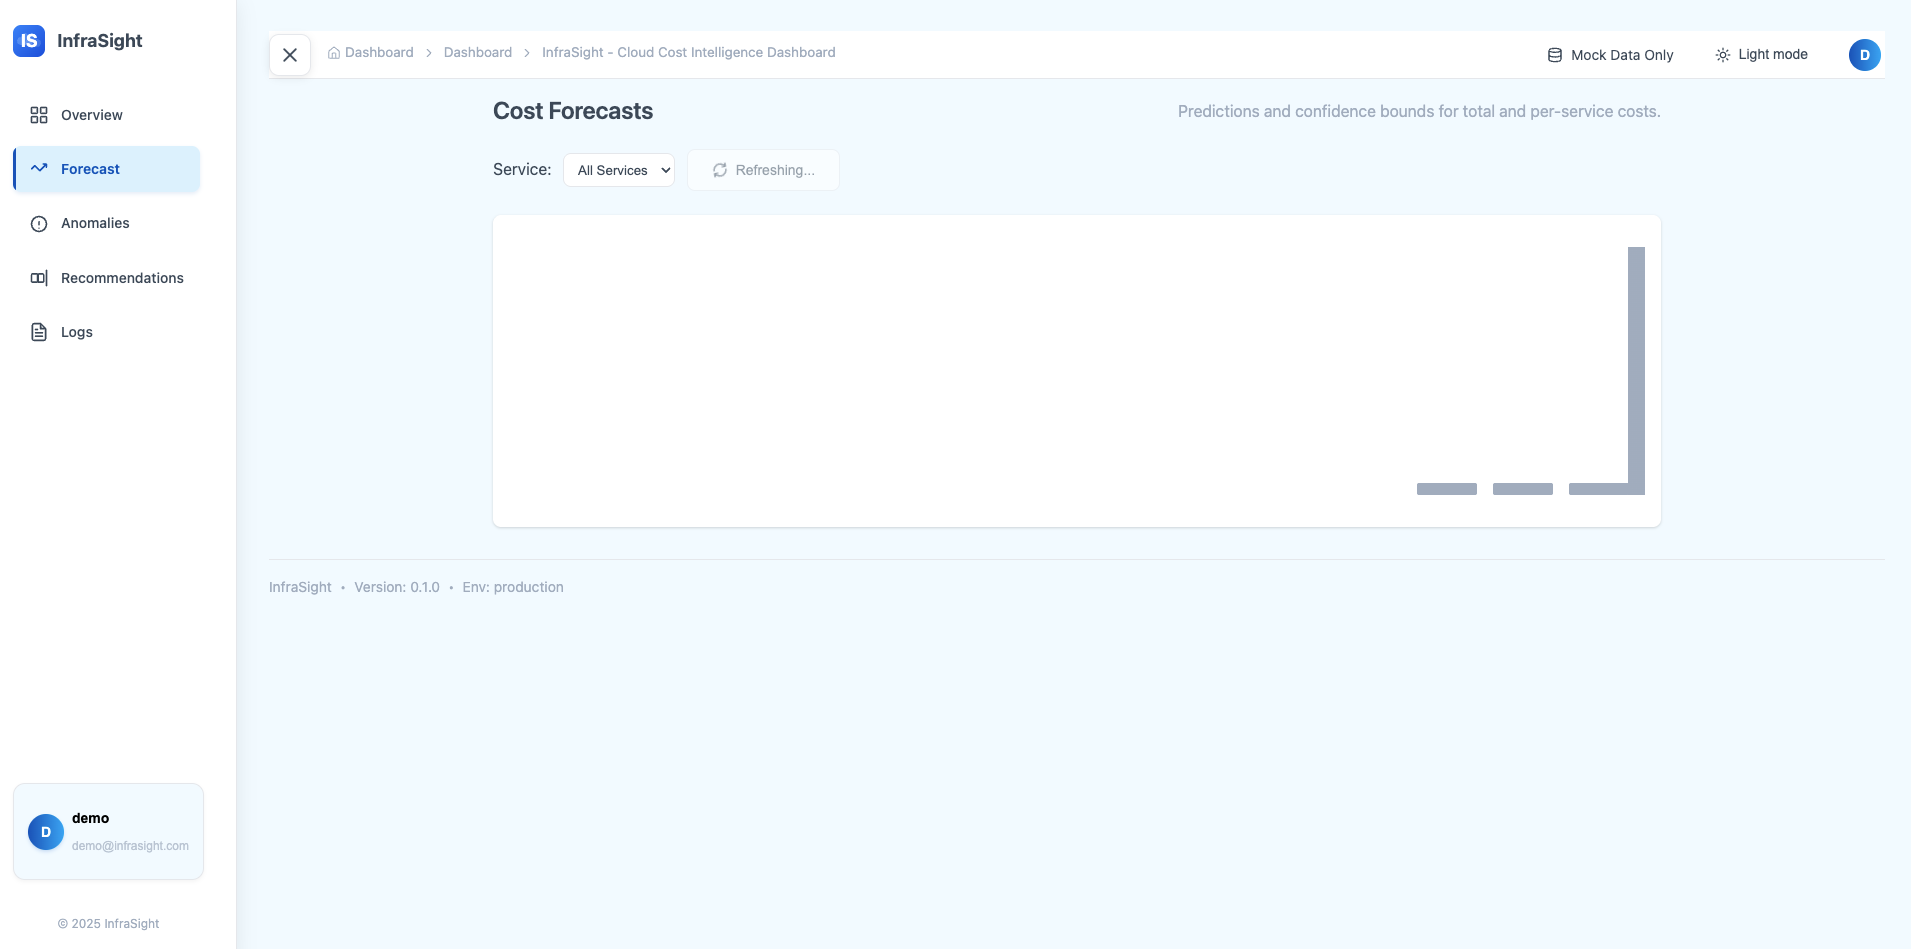 IS InfraSight
Overview
Forecast
Anomalies
Recommendations
Logs
D demo
demo@infrasight.com
© 2025 InfraSight
Dashboard > Dashboard > InfraSight - Cloud Cost Intelligence Dashboard
Mock Data Only Light mode D
Cost Forecasts
Predictions and confidence bounds for total and per-service costs.
Service: All Services Refreshing...
InfraSight • Version: 0.1.0 • Env: production